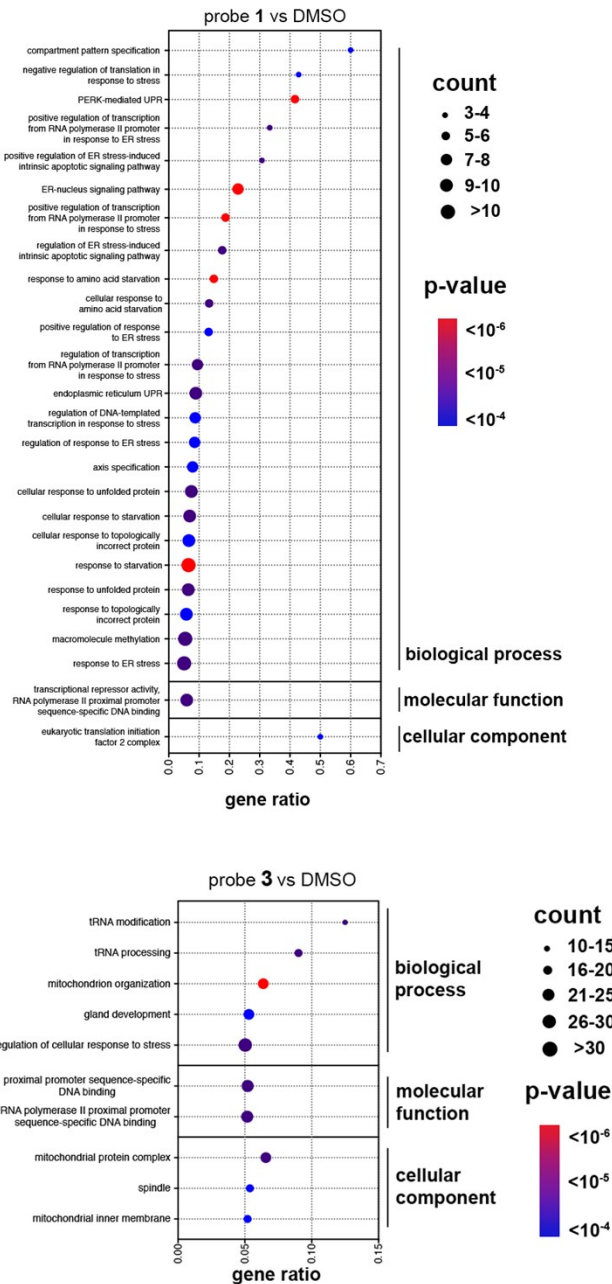 probe 1 vs DMSO
compartment pattern specification
negative regulation of translation in
response to stress
PERK-mediated UPR
positive regulation of transcription
from RNA polymerase II promoter
in response to ER stress
positive regulation of ER stress-induced
intrinsic apoptotic signaling pathway
ER-nucleus signaling pathway
positive regulation of transcription
from RNA polymerase II promoter
in response to stress
regulation of ER stress-induced
intrinsic apoptotic signaling pathway
response to amino acid starvation
cellular response to
amino acid starvation
positive regulation of response
to ER stress
regulation of transcription
from RNA polymerase II promoter
in response to stress
endoplasmic reticulum UPR
regulation of DNA-templated
transcription in response to stress
regulation of response to ER stress
axis specification
cellular response to unfolded protein
cellular response to starvation
cellular response to topologically
incorrect protein
response to starvation
response to unfolded protein
response to topologically
incorrect protein
macromolecule methylation
response to ER stress
transcriptional repressor activity,
RNA polymerase II proximal promoter
sequence-specific DNA binding
eukaryotic translation initiation
factor 2 complex
0.0 0.1 0.2 0.3 0.4 0.5 0.6 0.7
gene ratio
biological process
molecular function
cellular component
count
3-4
5-6
7-8
9-10
>10
p-value
<10-6
<10-5
<10-4
probe 3 vs DMSO
tRNA modification
tRNA processing
mitochondrion organization
gland development
egulation of cellular response to stress
proximal promoter sequence-specific
DNA binding
RNA polymerase II proximal promoter
sequence-specific DNA binding
mitochondrial protein complex
spindle
mitochondrial inner membrane
0.00 0.05 0.10 0.15
gene ratio
biological
process
molecular
function
cellular
component
count
10-15
16-20
21-25
26-30
>30
p-value
<10-6
<10-5
<10-4